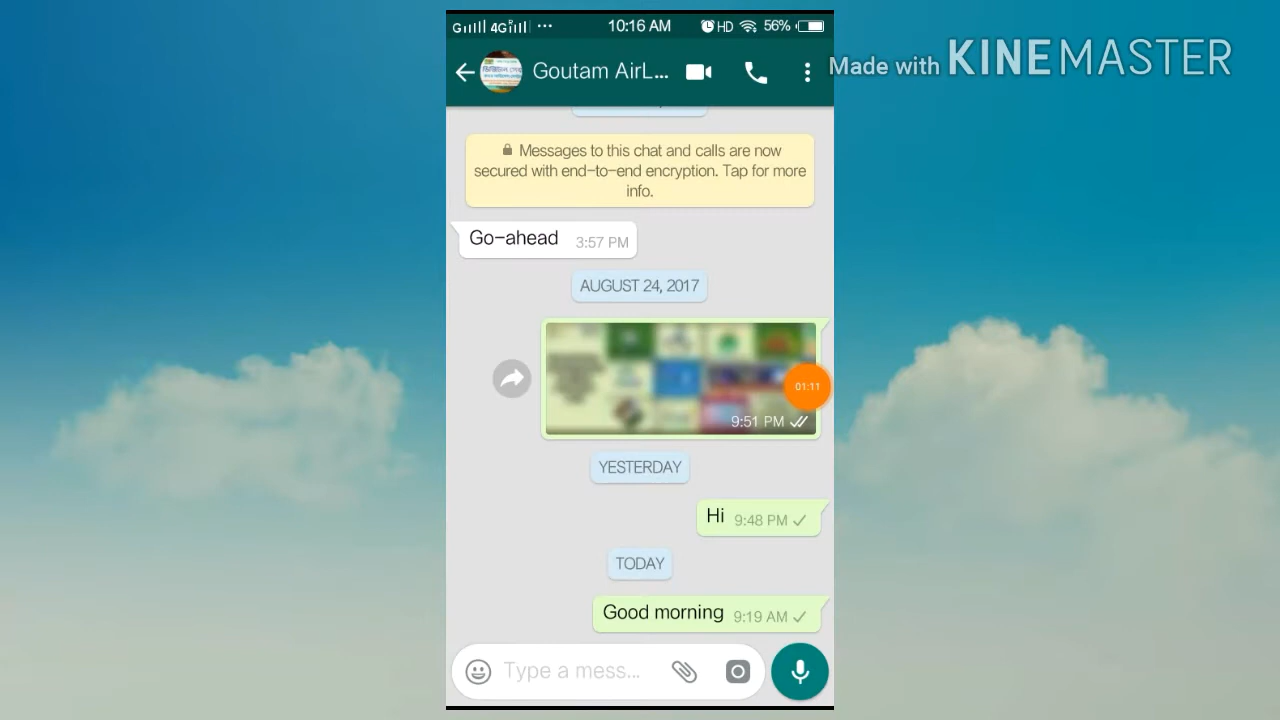 4G
10:16 AM
HD
56%
Goutam AirL...
Made with KINEMASTER
Messages to this chat and calls are now
secured with end-to-end encryption. Tap for more
info.
Go-ahead 3:57 PM
AUGUST 24, 2017
01:11
9:51 PM
YESTERDAY
Hi 9:48 PM
TODAY
Good morning 9:19 AM
Type a mess...